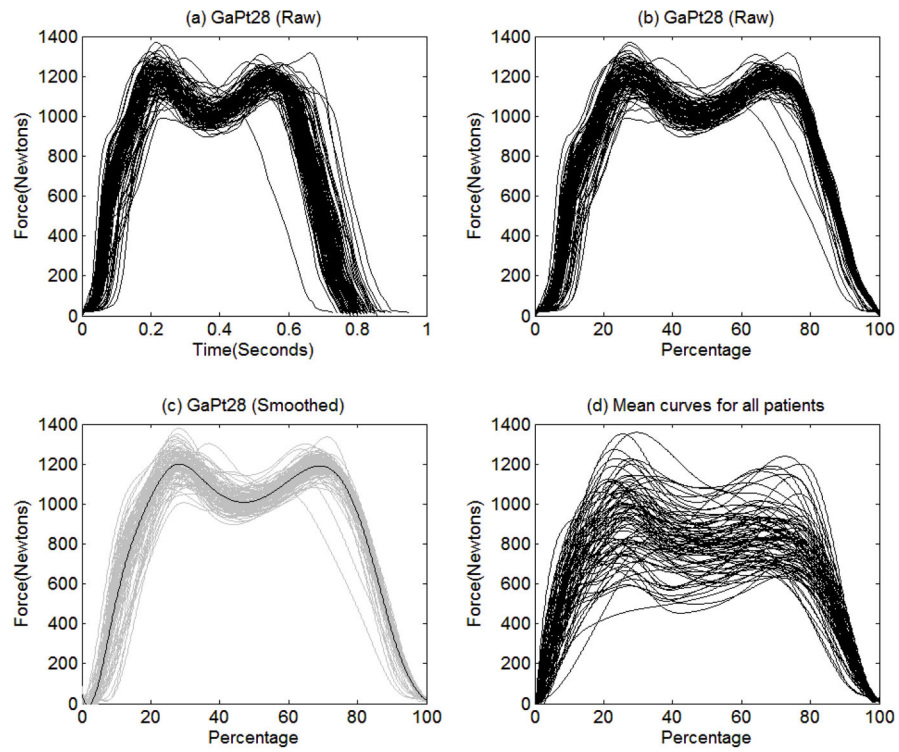 (a) GaPt28 (Raw)
1400
1200
1000
800
600
400
200
0
Force(Newtons)
0 0.2 0.4 0.6 0.8 1
Time(Seconds)
(b) GaPt28 (Raw)
1400
1200
1000
800
600
400
200
0
Force(Newtons)
0 20 40 60 80 100
Percentage
(c) GaPt28 (Smoothed)
1400
1200
1000
800
600
400
200
0
Force(Newtons)
0 20 40 60 80 100
Percentage
(d) Mean curves for all patients
1400
1200
1000
800
600
400
200
0
Force(Newtons)
0 20 40 60 80 100
Percentage